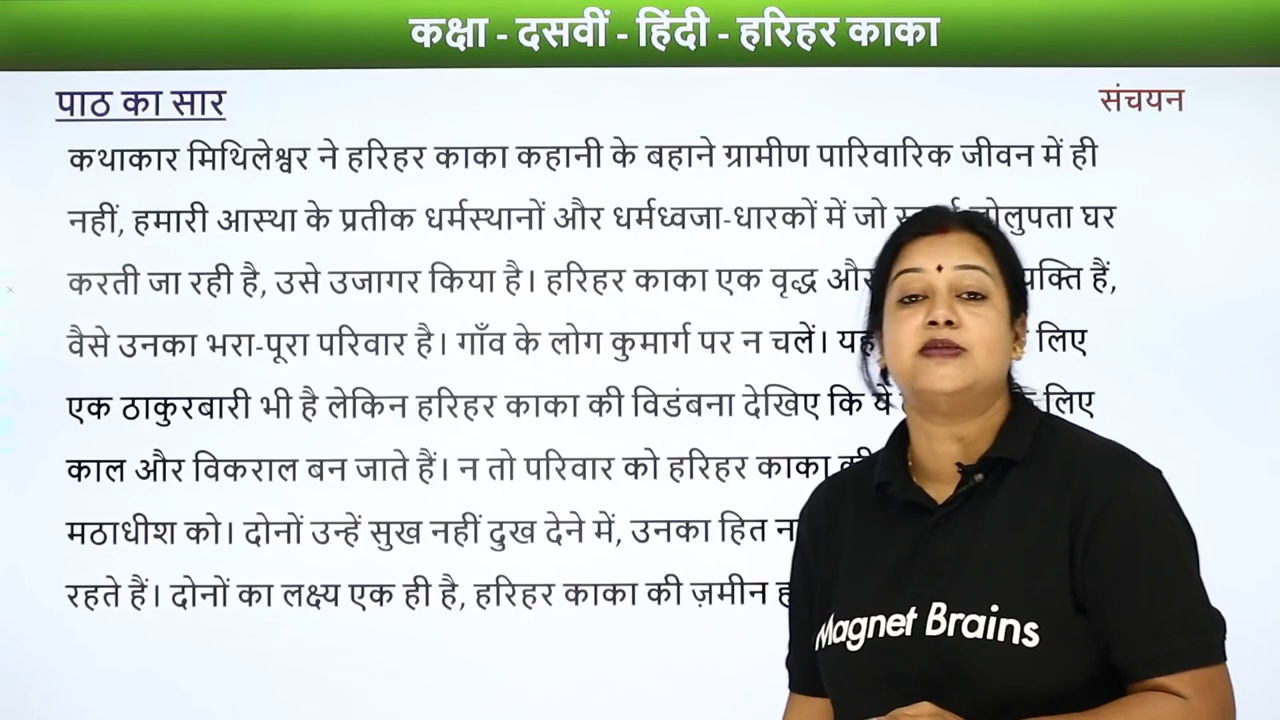 कक्षा - दसवीं - हिंदी - हरिहर काका
पाठ का सार
संचयन
कथाकार मिथिलेश्वर ने हरिहर काका कहानी के बहाने ग्रामीण पारिवारिक जीवन में ही
नहीं, हमारी आस्था के प्रतीक धर्मस्थानों और धर्मध्वजा-धारकों में जो घर
करती जा रही है, उसे उजागर किया है। हरिहर काका एक वृद्ध और हैं,
वैसे उनका भरा-पूरा परिवार है। गाँव के लोग कुमार्ग पर न चलें। यह लिए
एक ठाकुरबारी भी है लेकिन हरिहर काका की विडंबना देखिए कि ये लिए
काल और विकराल बन जाते हैं। न तो परिवार को हरिहर काका की
मठाधीश को। दोनों उन्हें सुख नहीं दुख देने में, उनका हित
रहते हैं। दोनों का लक्ष्य एक ही है, हरिहर काका की ज़मीन
Magnet Brains